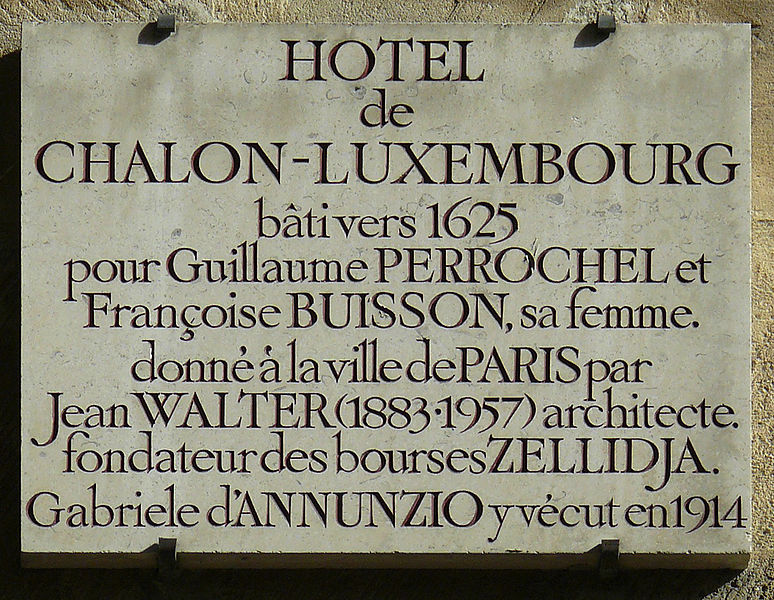 HOTEL
de
CHALON-LUXEMBOURG
bâti vers 1625
pour Guillaume PERROCHEL et
Françoise BUISSON, sa femme.
donné à la ville de PARIS par
Jean WALTER (1883·1957) architecte.
fondateur des bourses ZELLIDJA.
Gabriele d'ANNUNZIO y vécut en 1914